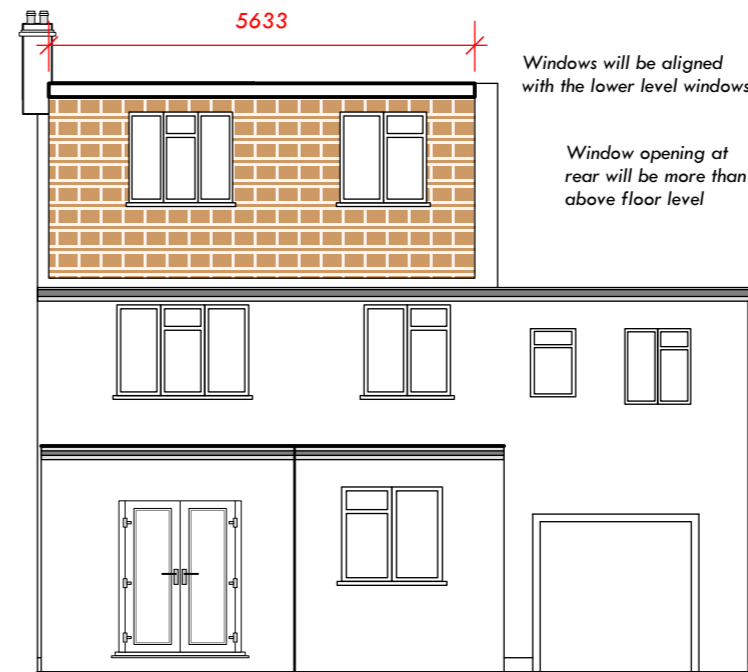 5633
Windows will be aligned
with the lower level windows
Window opening at
rear will be more than
above floor level